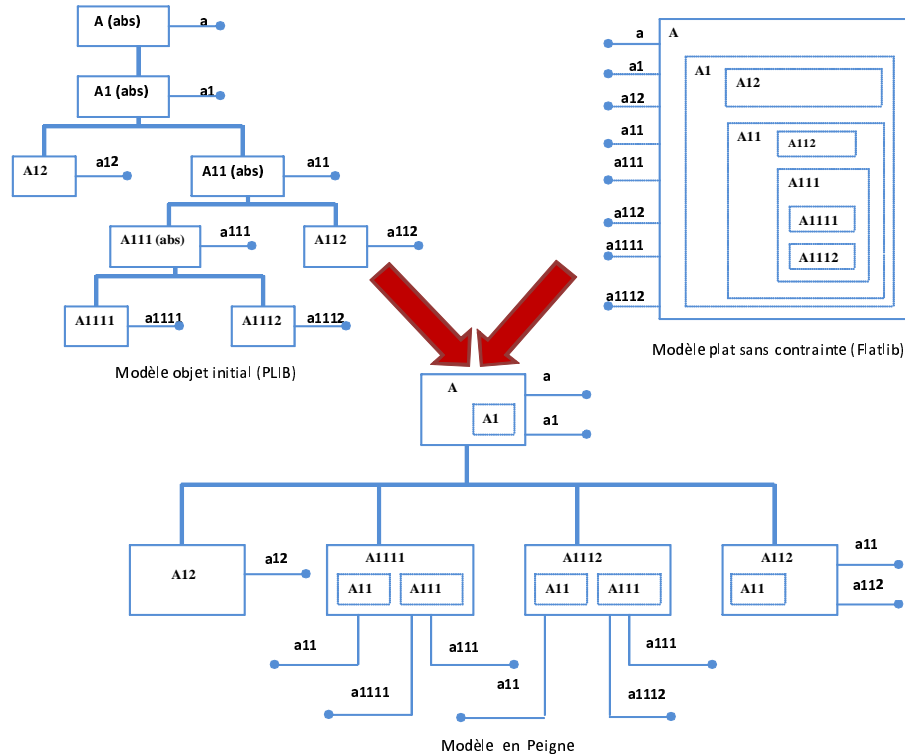 A (abs)
a
A1 (abs)
a1
A12
a12
A11 (abs)
a11
A111 (abs)
a111
A112
a112
A1111
a1111
A1112
a1112
Modèle objet initial (PLIB)
a
a1
a12
a11
a111
a112
a1111
a1112
A
A1
A12
A11
A112
A111
A1111
A1112
Modèle plat sans contrainte (Flatlib)
A
A1
a
a1
A12
a12
A1111
A11
A111
a11
a111
a1111
A1112
A11
A111
a11
a111
a1112
A112
A11
a11
a112
Modèle en Peigne